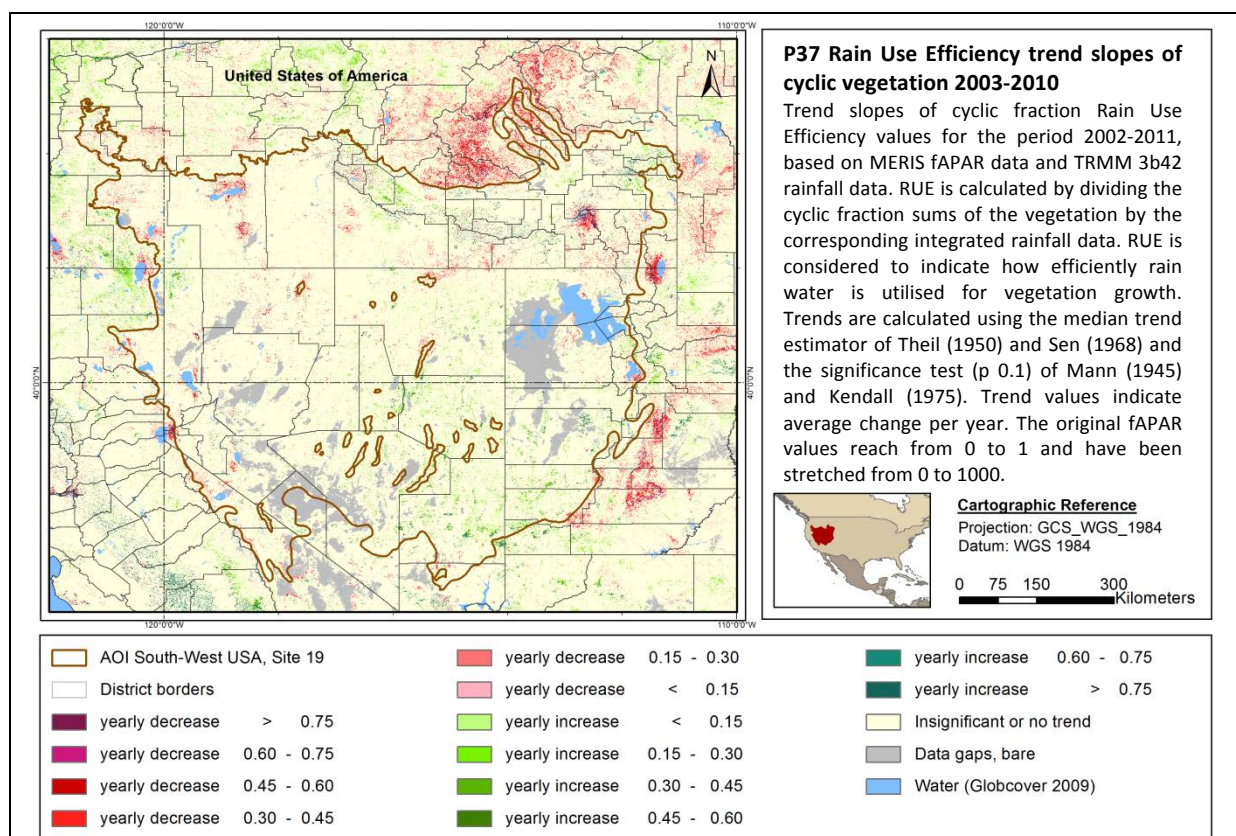 120°0'0"W
110°0'0"W
United States of America
N
40°0'0"N
40°0'0"N
120°0'0"W
110°0'0"W
P37 Rain Use Efficiency trend slopes of
cyclic vegetation 2003-2010
Trend slopes of cyclic fraction Rain Use
Efficiency values for the period 2002-2011,
based on MERIS fAPAR data and TRMM 3b42
rainfall data. RUE is calculated by dividing the
cyclic fraction sums of the vegetation by the
corresponding integrated rainfall data. RUE is
considered to indicate how efficiently rain
water is utilised for vegetation growth.
Trends are calculated using the median trend
estimator of Theil (1950) and Sen (1968) and
the significance test (p 0.1) of Mann (1945)
and Kendall (1975). Trend values indicate
average change per year. The original fAPAR
values reach from 0 to 1 and have been
stretched from 0 to 1000.
Cartographic Reference
Projection: GCS_WGS_1984
Datum: WGS 1984
0 75 150 300
Kilometers
AOI South-West USA, Site 19
District borders
yearly decrease > 0.75
yearly decrease 0.60 - 0.75
yearly decrease 0.45 - 0.60
yearly decrease 0.30 - 0.45
yearly decrease 0.15 - 0.30
yearly decrease < 0.15
yearly increase < 0.15
yearly increase 0.15 - 0.30
yearly increase 0.30 - 0.45
yearly increase 0.45 - 0.60
yearly increase 0.60 - 0.75
yearly increase > 0.75
Insignificant or no trend
Data gaps, bare
Water (Globcover 2009)